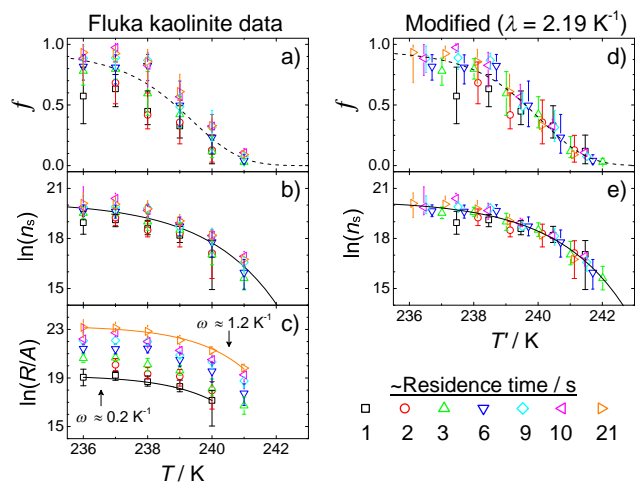 Fluka kaolinite data
Modified (λ = 2.19 K⁻¹)
a)
d)
f
f
1.0
0.5
0.0
1.0
0.5
0.0
b)
e)
ln(nₛ)
ln(nₛ)
21
18
15
21
18
15
236 238 240 242
T' / K
c)
ω ≈ 1.2 K⁻¹
ω ≈ 0.2 K⁻¹
ln(R/A)
27
23
19
15
236 238 240 242
T / K
~Residence time / s
1 2 3 6 9 10 21